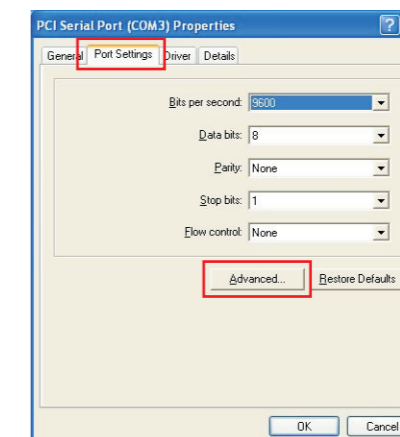 PCI Serial Port (COM3) Properties ?
General Port Settings Driver Details
Bits per second: 9600
Data bits: 8
Parity: None
Stop bits: 1
Flow control: None
Advanced... Restore Defaults
OK Cancel